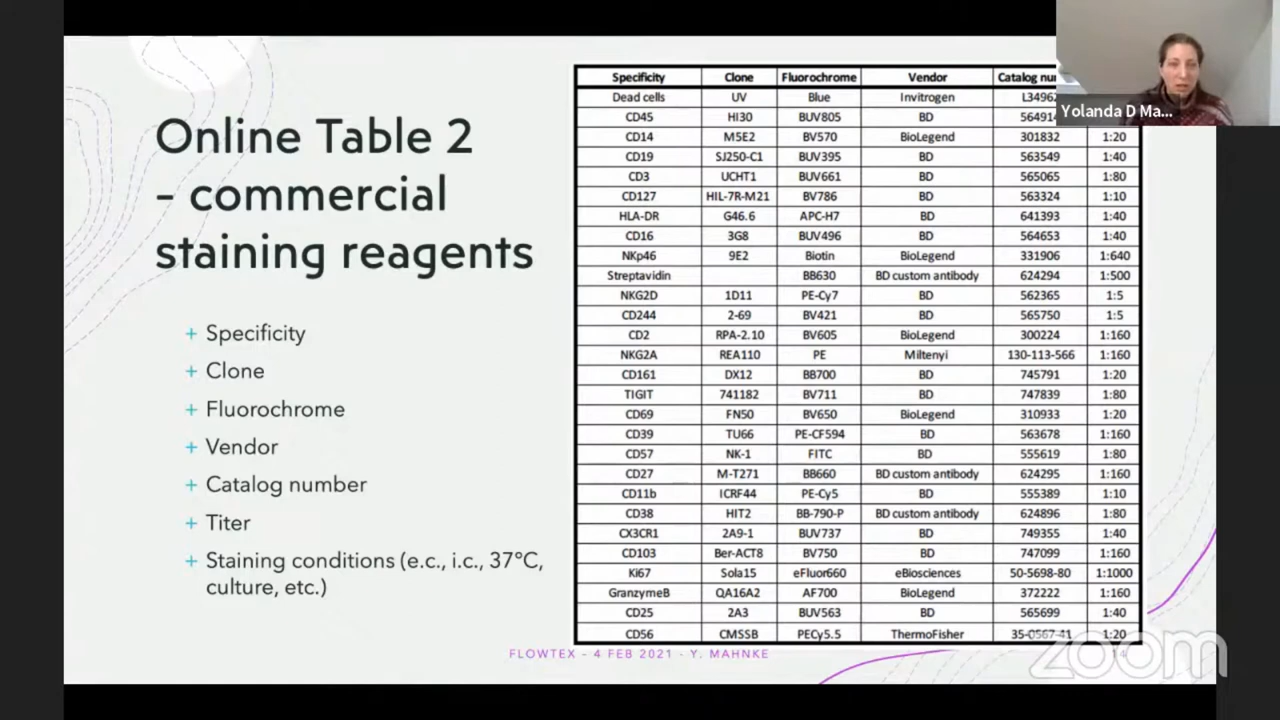 Online Table 2
- commercial
staining reagents
+ Specificity
+ Clone
+ Fluorochrome
+ Vendor
+ Catalog number
+ Titer
+ Staining conditions (e.c., i.c., 37°C,
culture, etc.)
Specificity Clone Fluorochrome Vendor Catalog
Dead cells UV Blue Invitrogen
CD45 HI30 BUV805 BD
CD14 M5E2 BV570 BioLegend 301832 1:20
CD19 SJ250-C1 BUV395 BD 563549 1:40
CD3 UCHT1 BUV661 BD 565065 1:80
CD127 HIL-7R-M21 BV786 BD 563324 1:10
HLA-DR G46.6 APC-H7 BD 641393 1:40
CD16 3G8 BUV496 BD 564653 1:40
NKp46 9E2 Biotin BioLegend 331906 1:640
Streptavidin BB630 BD custom antibody 624294 1:500
NKG2D 1D11 PE-Cy7 BD 562365 1:5
CD244 2-69 BV421 BD 565750 1:5
CD2 RPA-2.10 BV605 BioLegend 300224 1:160
NKG2A REA110 PE Miltenyi 130-113-566 1:160
CD161 DX12 BB700 BD 745791 1:20
TIGIT 741182 BV711 BD 747839 1:80
CD69 FN50 BV650 BioLegend 310933 1:20
CD39 TU66 PE-CF594 BD 563678 1:160
CD57 NK-1 FITC BD 555619 1:80
CD27 M-T271 BB660 BD custom antibody 624295 1:160
CD11b ICRF44 PE-Cy5 BD 555389 1:10
CD38 HIT2 BB-790-P BD custom antibody 624896 1:80
CX3CR1 2A9-1 BUV737 BD 749355 1:40
CD103 Ber-ACT8 BV750 BD 747099 1:160
Ki67 Sola15 eFluor660 eBiosciences 50-5698-80 1:1000
GranzymeB QA16A2 AF700 BioLegend 372222 1:160
CD25 2A3 BUV563 BD 565699 1:40
CD56 CMSSB PECy5.5 ThermoFisher 35-0567-41 1:20
FLOWTEX - 4 FEB 2021 - Y. MAHNKE
Yolanda D Ma...
zoom